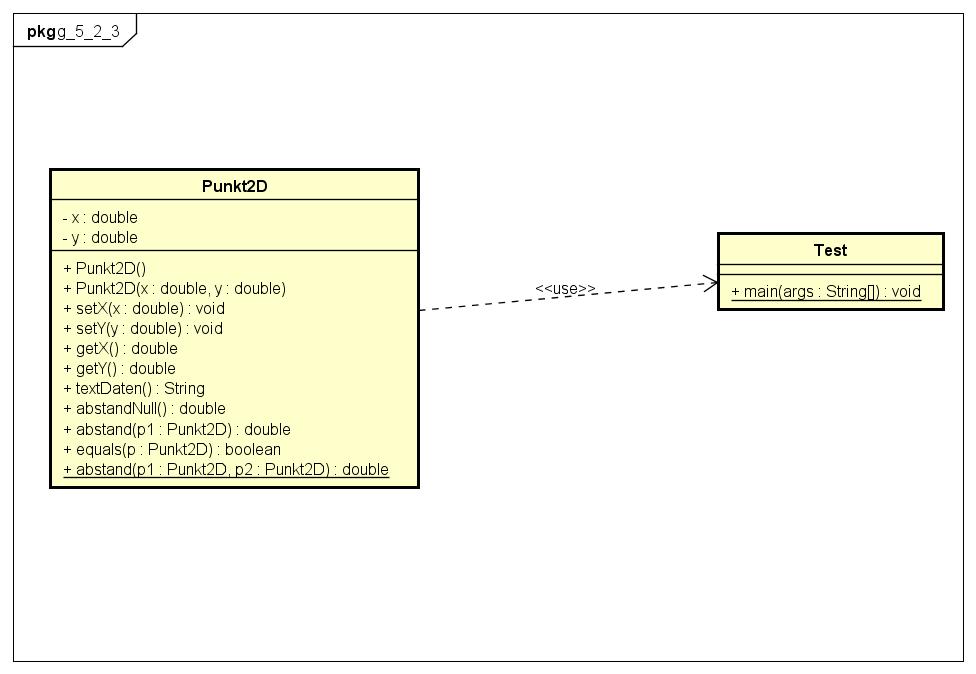 pkg g_5_2_3
Punkt2D
- x : double
- y : double
+ Punkt2D()
+ Punkt2D(x : double, y : double)
+ setX(x : double) : void
+ setY(y : double) : void
+ getX() : double
+ getY() : double
+ textDaten() : String
+ abstandNull() : double
+ abstand(p1 : Punkt2D) : double
+ equals(p : Punkt2D) : boolean
+ abstand(p1 : Punkt2D, p2 : Punkt2D) : double
<<use>>
Test
+ main(args : String[]) : void